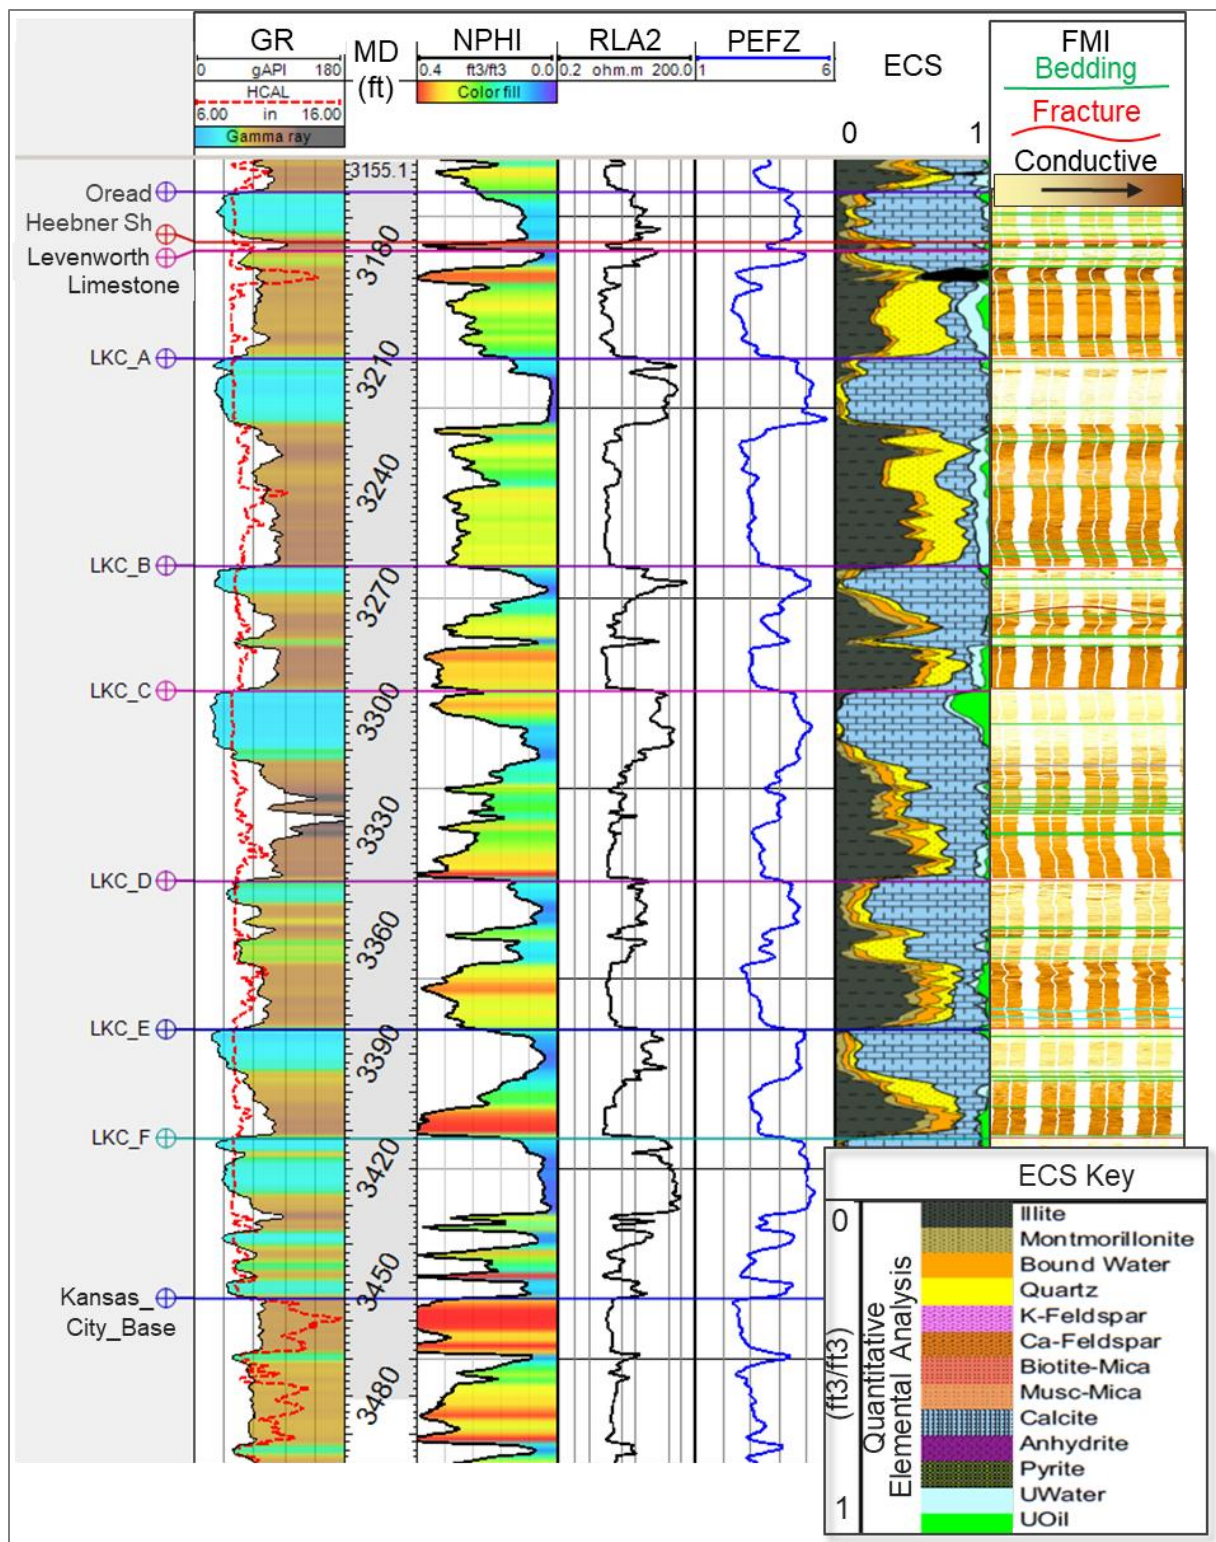 GR
MD
(ft)
NPHI
RLA2
PEFZ
ECS
FMI
0 gAPI 180
0.4 ft3/ft3 0.0
0.2 ohm.m 200.0
1 6
Bedding
HCAL
Color fill
6.00 in 16.00
Fracture
Gamma ray
0 1
Conductive
3155.1
Oread
Heebner Sh
3180
Levenworth
Limestone
LKC_A
3210
3240
LKC_B
3270
LKC_C
3300
3330
LKC_D
3360
LKC_E
3390
LKC_F
3420
3450
Kansas_
City_Base
3480
ECS Key
0
1
(ft3/ft3)
Quantitative
Elemental Analysis
Illite
Montmorillonite
Bound Water
Quartz
K-Feldspar
Ca-Feldspar
Biotite-Mica
Musc-Mica
Calcite
Anhydrite
Pyrite
UWater
UOil